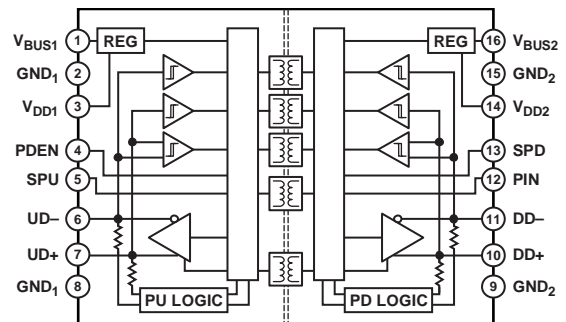 VBUS1 1 REG REG 16 VBUS2
GND1 2 15 GND2
VDD1 3 14 VDD2
PDEN 4 13 SPD
SPU 5 12 PIN
UD– 6 11 DD–
UD+ 7 10 DD+
GND1 8 PU LOGIC PD LOGIC 9 GND2